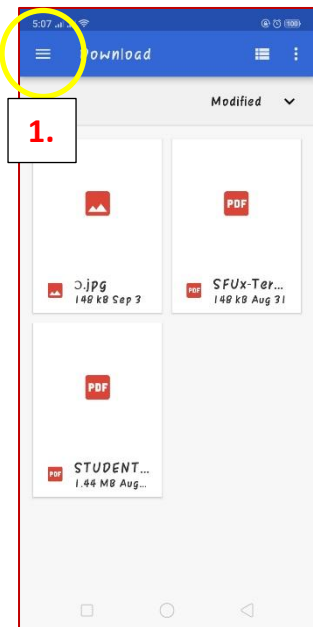 5:07
100
Download
Modified
1.
PDF
Ɔ.jpg
148 kB Sep 3
PDF
SFUx-Ter...
148 kB Aug 31
PDF
PDF
STUDENT...
1.44 MB Aug...